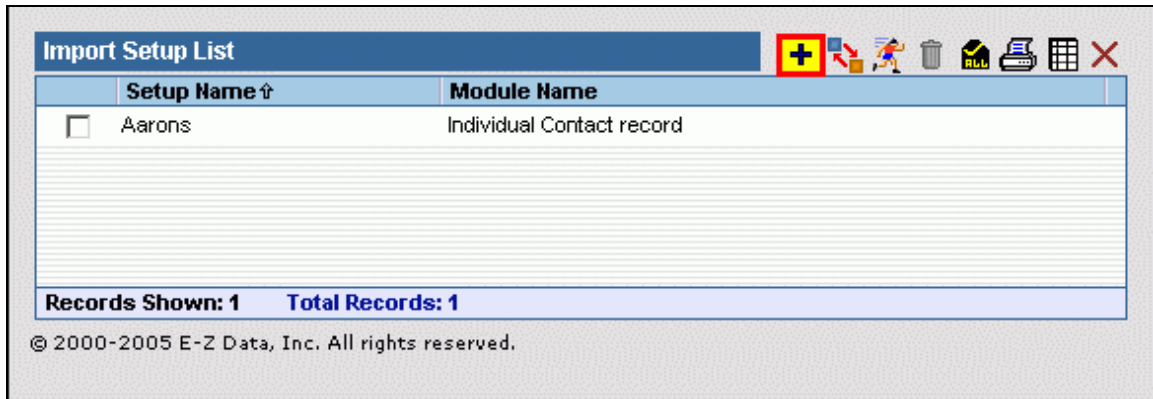 Import Setup List
Setup Name Module Name
Aarons Individual Contact record
Records Shown: 1 Total Records: 1
© 2000-2005 E-Z Data, Inc. All rights reserved.